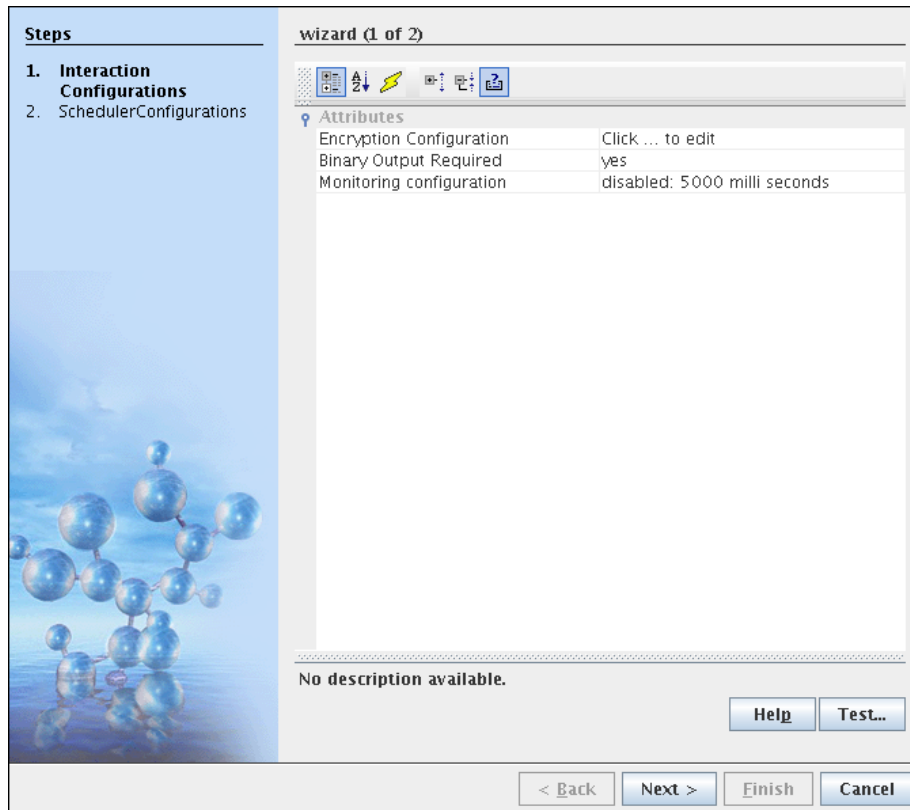 Steps
1. Interaction
Configurations
2. SchedulerConfigurations
wizard (1 of 2)
Attributes
Encryption Configuration Click ... to edit
Binary Output Required yes
Monitoring configuration disabled: 5000 milli seconds
No description available.
Help Test...
< Back Next > Finish Cancel